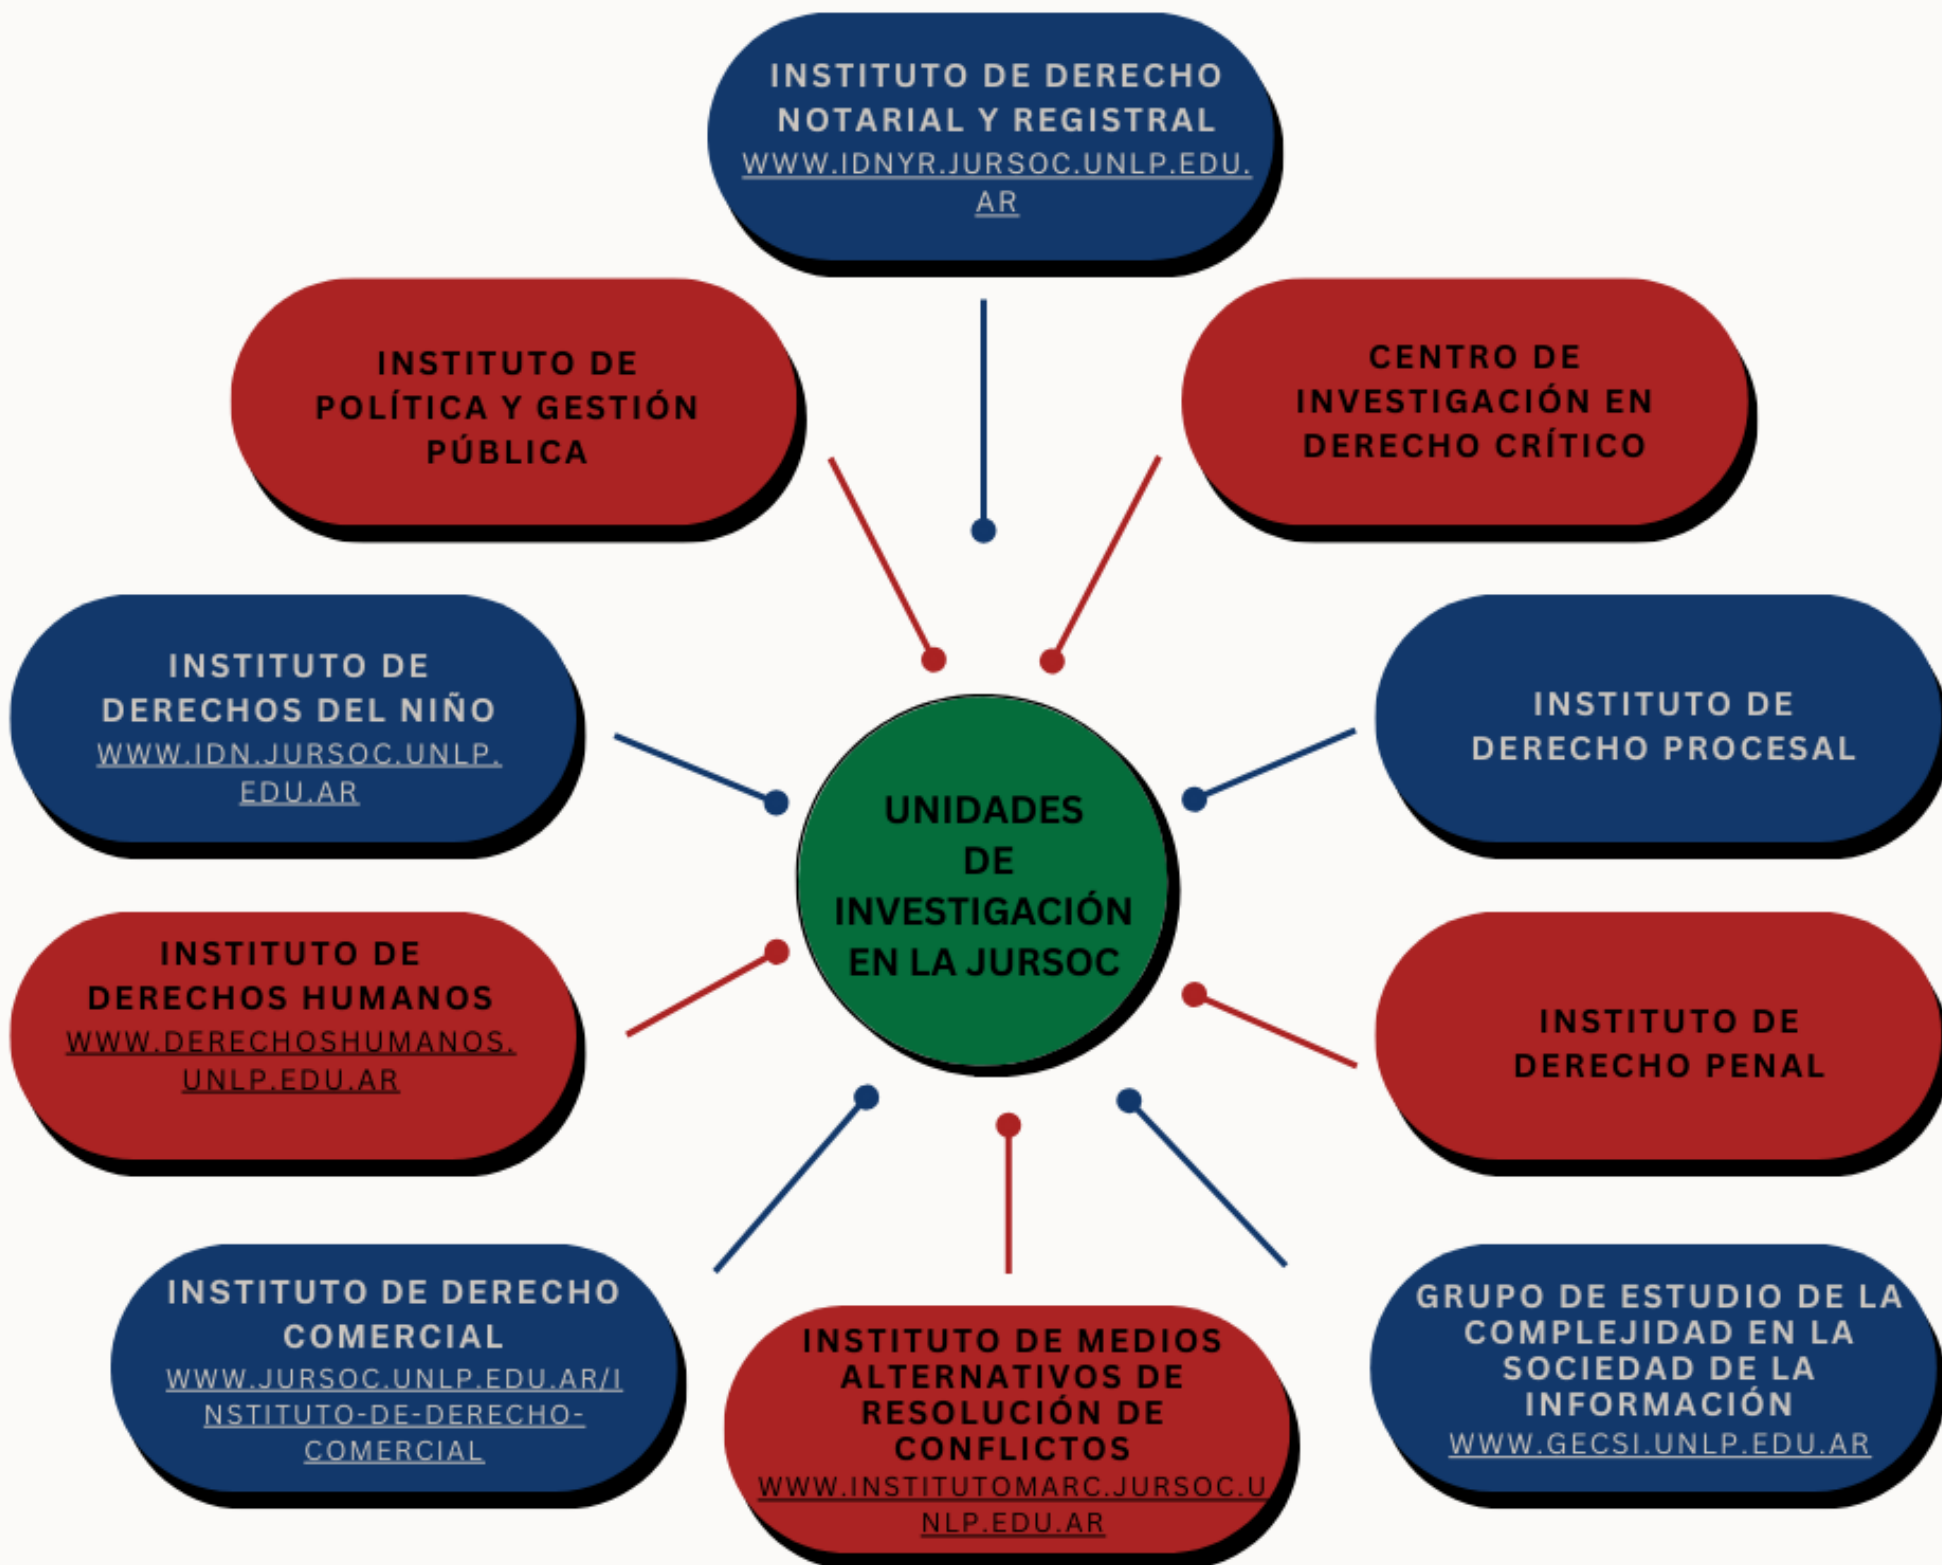 INSTITUTO DE DERECHO
NOTARIAL Y REGISTRAL
WWW.IDNYR.JURSOC.UNLP.EDU.
AR
INSTITUTO DE
POLÍTICA Y GESTIÓN
PÚBLICA
CENTRO DE
INVESTIGACIÓN EN
DERECHO CRÍTICO
INSTITUTO DE
DERECHOS DEL NIÑO
WWW.IDN.JURSOC.UNLP.
EDU.AR
INSTITUTO DE
DERECHO PROCESAL
UNIDADES
DE
INVESTIGACIÓN
EN LA JURSOC
INSTITUTO DE
DERECHOS HUMANOS
WWW.DERECHOSHUMANOS.
UNLP.EDU.AR
INSTITUTO DE
DERECHO PENAL
INSTITUTO DE DERECHO
COMERCIAL
WWW.JURSOC.UNLP.EDU.AR/I
NSTITUTO-DE-DERECHO-
COMERCIAL
INSTITUTO DE MEDIOS
ALTERNATIVOS DE
RESOLUCIÓN DE
CONFLICTOS
WWW.INSTITUTOMARC.JURSOC.U
NLP.EDU.AR
GRUPO DE ESTUDIO DE LA
COMPLEJIDAD EN LA
SOCIEDAD DE LA
INFORMACIÓN
WWW.GECSI.UNLP.EDU.AR